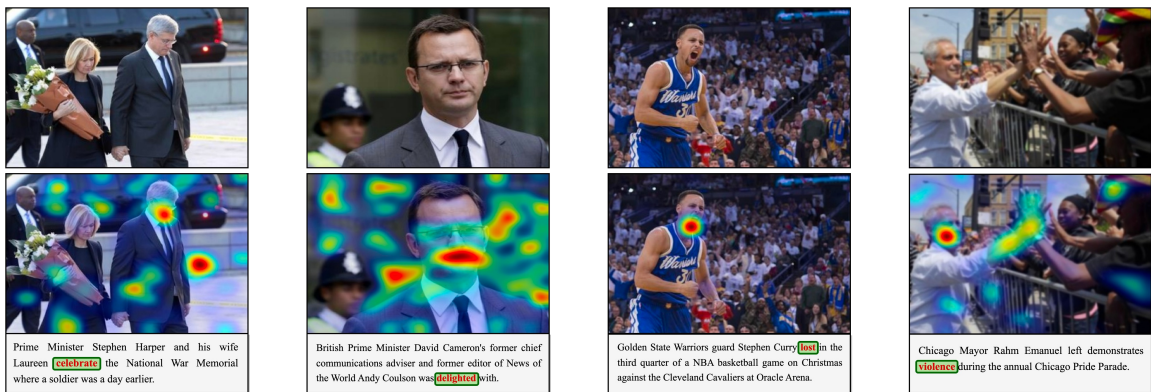 Warriors
30
Warriors
30
Prime Minister Stephen Harper and his wife
Laureen celebrate the National War Memorial
where a soldier was a day earlier.
British Prime Minister David Cameron's former chief
communications adviser and former editor of News of
the World Andy Coulson was delighted with.
Golden State Warriors guard Stephen Curry lost in the
third quarter of a NBA basketball game on Christmas
against the Cleveland Cavaliers at Oracle Arena.
Chicago Mayor Rahm Emanuel left demonstrates
violence during the annual Chicago Pride Parade.